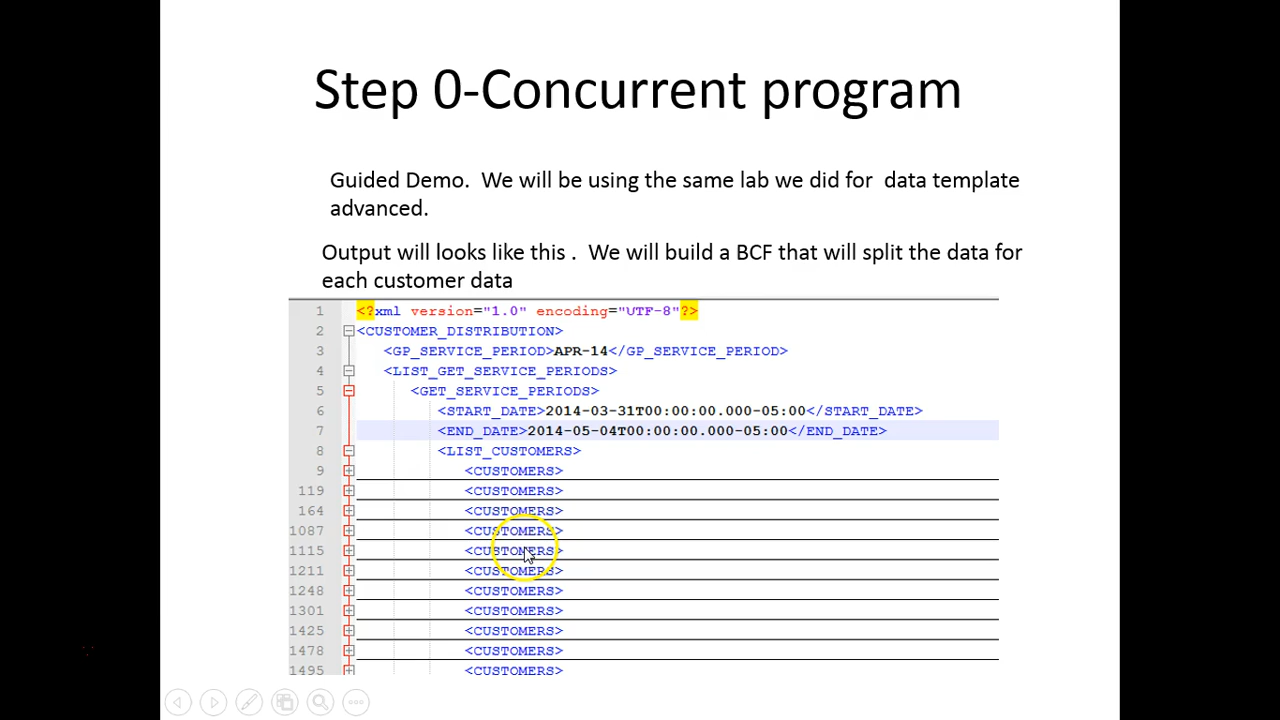 Step 0-Concurrent program
Guided Demo. We will be using the same lab we did for data template
advanced.
Output will looks like this . We will build a BCF that will split the data for
each customer data
1 <?xml version="1.0" encoding="UTF-8"?>
2 <CUSTOMER_DISTRIBUTION>
3 <GP_SERVICE_PERIOD>APR-14</GP_SERVICE_PERIOD>
4 <LIST_GET_SERVICE_PERIODS>
5 <GET_SERVICE_PERIODS>
6 <START_DATE>2014-03-31T00:00:00.000-05:00</START_DATE>
7 <END_DATE>2014-05-04T00:00:00.000-05:00</END_DATE>
8 <LIST_CUSTOMERS>
9 <CUSTOMERS>
119 <CUSTOMERS>
164 <CUSTOMERS>
1087 <CUSTOMERS>
1115 <CUSTOMERS>
1211 <CUSTOMERS>
1248 <CUSTOMERS>
1301 <CUSTOMERS>
1425 <CUSTOMERS>
1478 <CUSTOMERS>
1495 <CUSTOMERS>